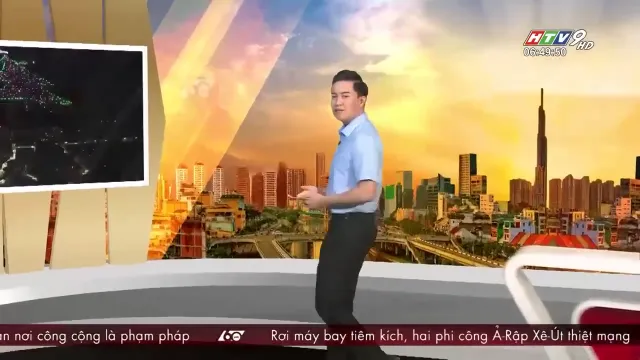 HTV9 HD
06:49:50
an nơi công cộng là phạm pháp 60 Rơi máy bay tiêm kích, hai phi công Ả-Rập Xê-Út thiệt mạng